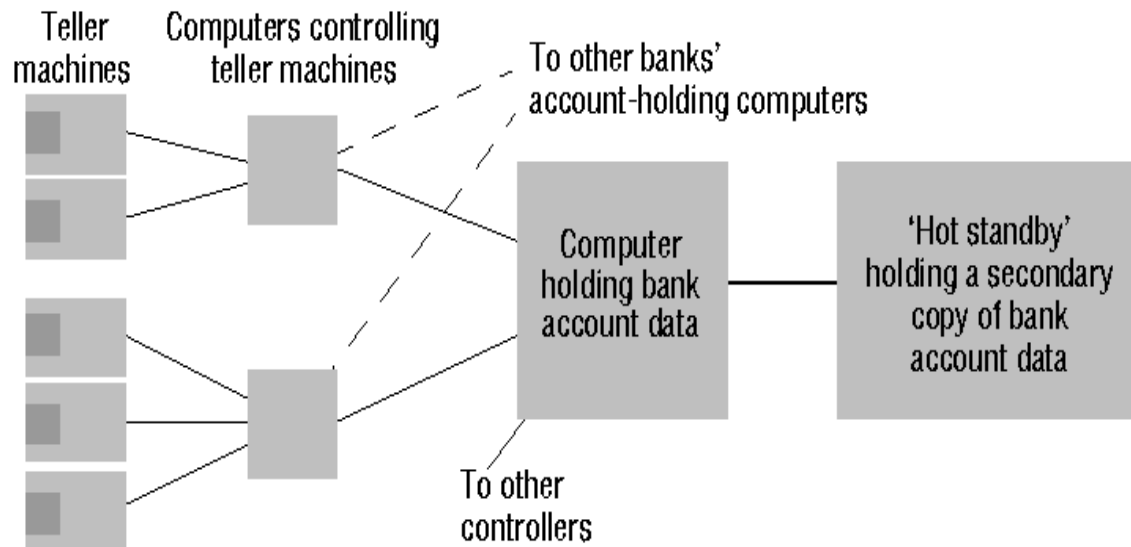 Teller
machines
Computers controlling
teller machines
To other banks’
account-holding computers
Computer
holding bank
account data
‘Hot standby’
holding a secondary
copy of bank
account data
To other
controllers